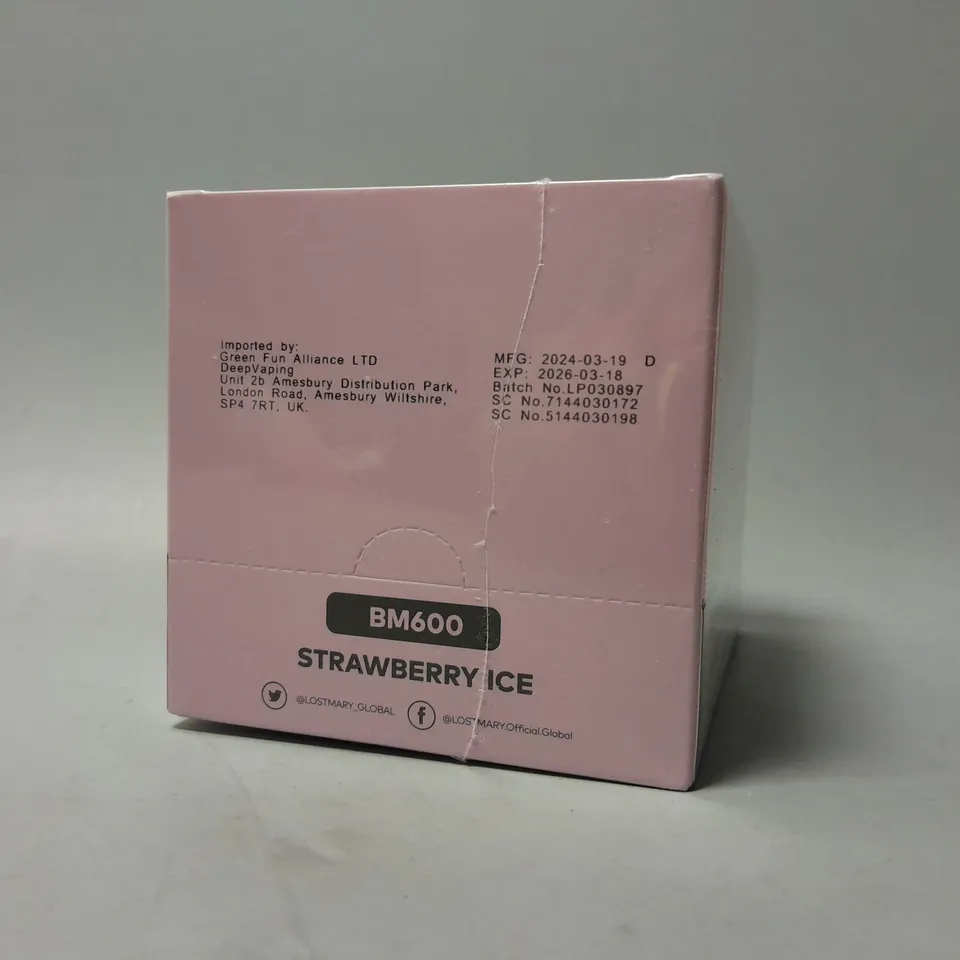 Imported by:
Green Fun Alliance LTD
DeepVaping
Unit 2b Amesbury Distribution Park,
London Road, Amesbury Wiltshire,
SP4 7RT, UK.
MFG: 2024-03-19 D
EXP: 2026-03-18
Batch No.LP030897
SC No.7144030172
SC No.5144030198
BM600
STRAWBERRY ICE
@LOSTMARY_GLOBAL
@LOSTMARY.Official.Global